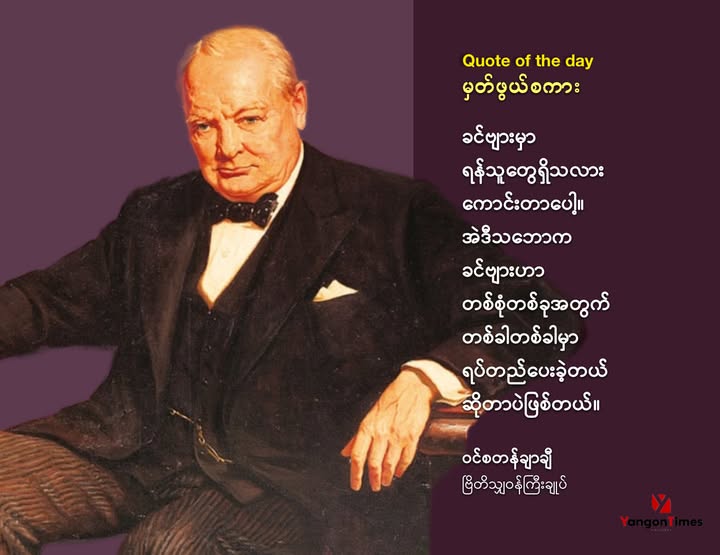 Quote of the day
မှတ်ဖွယ်စကား
ခင်ဗျားမှာ
ရန်သူတွေရှိသလား
ကောင်းတာပေါ့။
အဲဒီသဘောက
ခင်ဗျားဟာ
တစ်စုံတစ်ခုအတွက်
တစ်ခါတစ်ခါမှာ
ရပ်တည်ပေးခဲ့တယ်
ဆိုတာပဲဖြစ်တယ်။
ဝင်စတန်ချာချီ
ဗြိတိသျှဝန်ကြီးချုပ်
YangonTimes